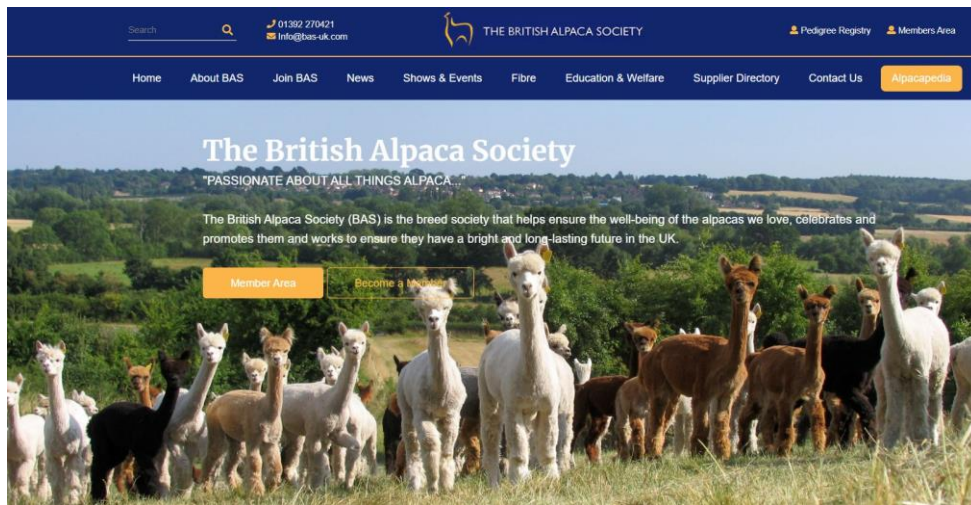 Search
01392 270421
Info@bas-uk.com
THE BRITISH ALPACA SOCIETY
Pedigree Registry
Members Area
Home
About BAS
Join BAS
News
Shows & Events
Fibre
Education & Welfare
Supplier Directory
Contact Us
Alpacapedia
The British Alpaca Society
"PASSIONATE ABOUT ALL THINGS ALPACA..."
The British Alpaca Society (BAS) is the breed society that helps ensure the well-being of the alpacas we love, celebrates and
promotes them and works to ensure they have a bright and long-lasting future in the UK.
Member Area
Become a Member